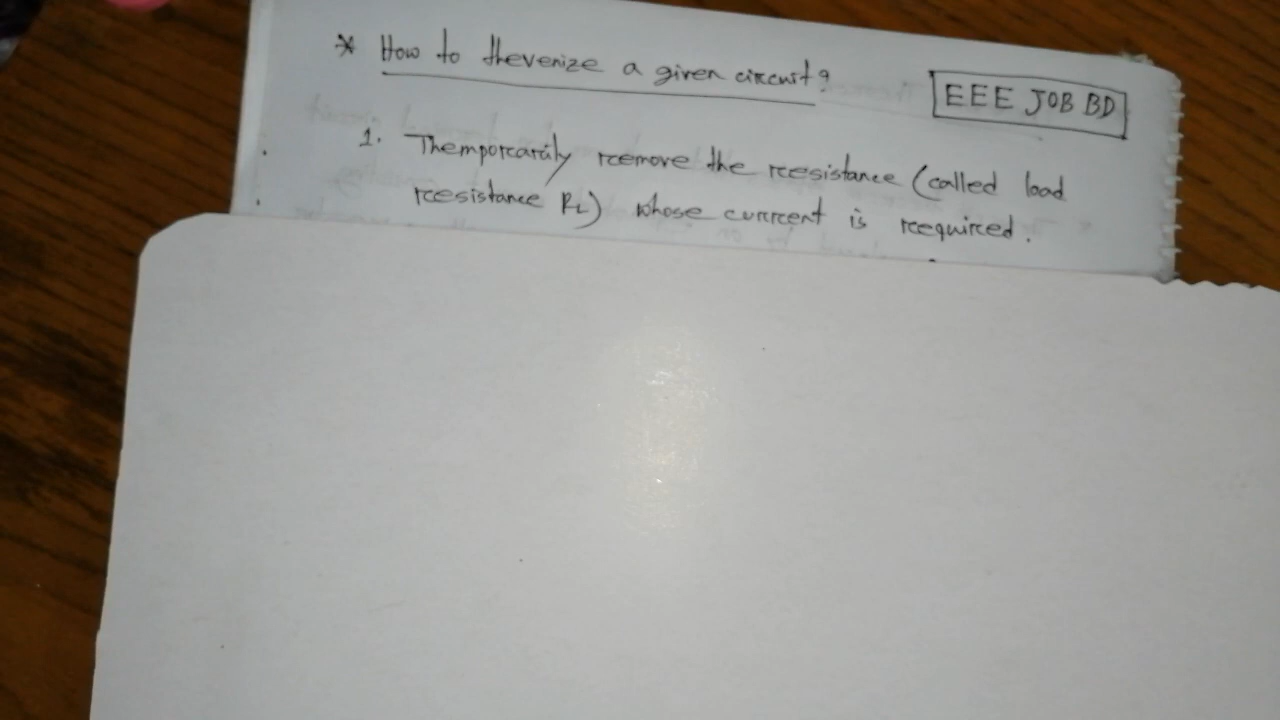 * How to thevenize a given circuit?
EEE JOB BD
1. Themporarily remove the resistance (called load
resistance RL) whose current is required.